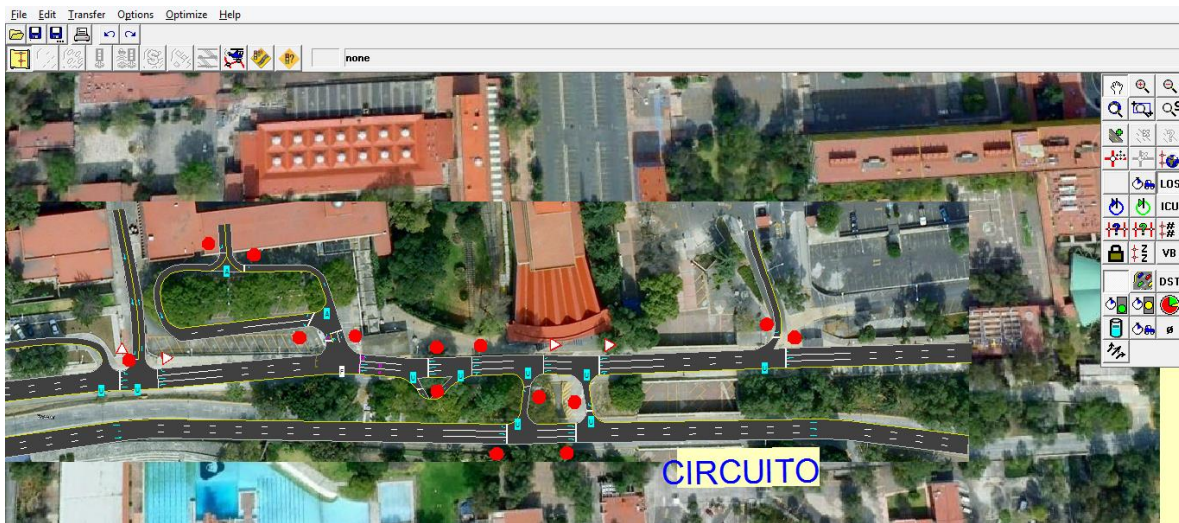 File Edit Transfer Options Optimize Help
none
LOS
ICU
##
Z Z VB
DST
ø
A
A
CIRCUITO